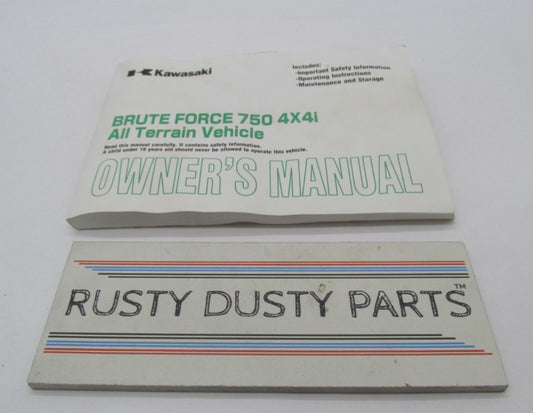 Kawasaki
Includes:
·Important Safety Information
·Operating Instructions
·Maintenance and Storage
BRUTE FORCE 750 4X4i
All Terrain Vehicle
Read this manual carefully. It contains safety information.
A child under 16 years old should never be allowed to operate this vehicle.
OWNER'S MANUAL
RUSTY DUSTY PARTS™